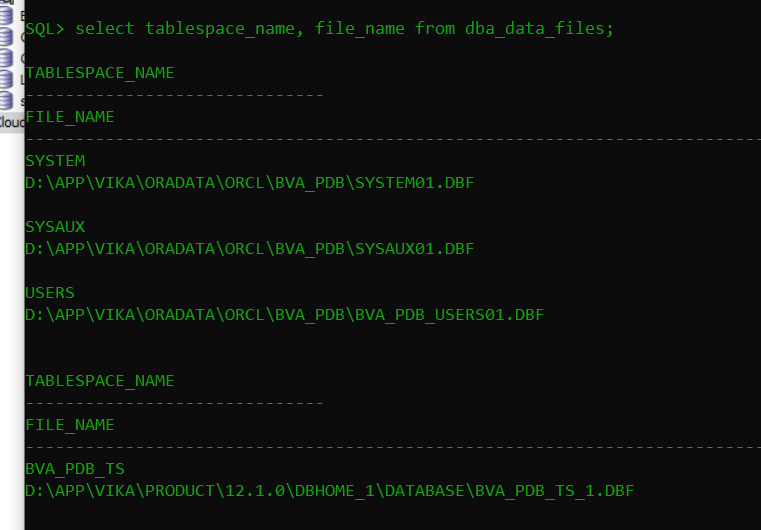 SQL> select tablespace_name, file_name from dba_data_files;
TABLESPACE_NAME
------------------------------
FILE_NAME
--------------------------------------------------------------------------------
SYSTEM
D:\APP\VIKA\ORADATA\ORCL\BVA_PDB\SYSTEM01.DBF
SYSAUX
D:\APP\VIKA\ORADATA\ORCL\BVA_PDB\SYSAUX01.DBF
USERS
D:\APP\VIKA\ORADATA\ORCL\BVA_PDB\BVA_PDB_USERS01.DBF
TABLESPACE_NAME
------------------------------
FILE_NAME
--------------------------------------------------------------------------------
BVA_PDB_TS
D:\APP\VIKA\PRODUCT\12.1.0\DBHOME_1\DATABASE\BVA_PDB_TS_1.DBF